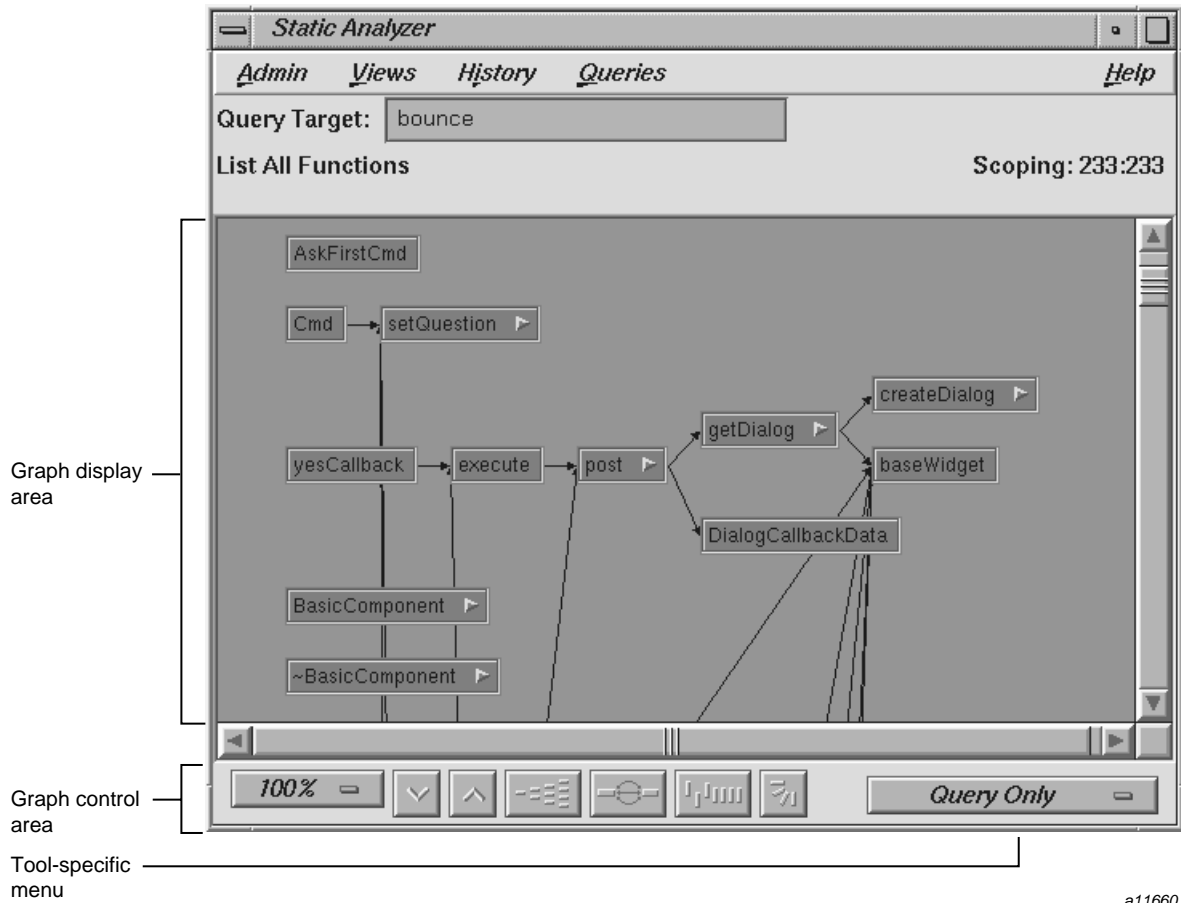 Static Analyzer
Admin Views History Queries Help
Query Target: bounce
List All Functions Scoping: 233:233
AskFirstCmd
Cmd setQuestion
createDialog
getDialog
Graph display
area
yesCallback execute post baseWidget
DialogCallbackData
BasicComponent
~BasicComponent
Graph control
area
100% Query Only
Tool-specific
menu
a11660